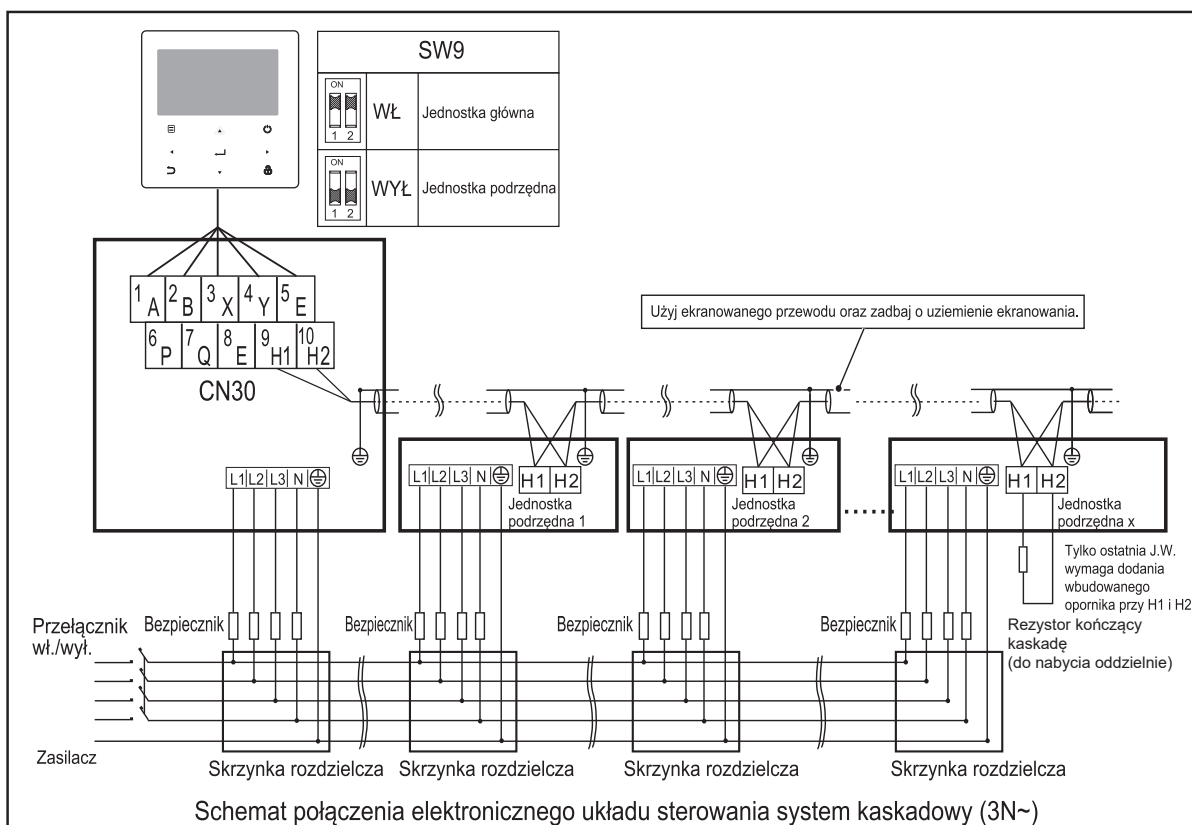 SW9
ON
1 2
WŁ
Jednostka główna
ON
1 2
WYŁ
Jednostka podrzędna
1 A 2 B 3 X 4 Y 5 E
6 P 7 Q 8 E 9 H1 10 H2
CN30
Użyj ekranowanego przewodu oraz zadbaj o uziemienie ekranowania.
L1 L2 L3 N
L1 L2 L3 N
H1 H2
Jednostka
podrzędna 1
L1 L2 L3 N
H1 H2
Jednostka
podrzędna 2
L1 L2 L3 N
H1 H2
Jednostka
podrzędna x
Tylko ostatnia J.W.
wymaga dodania
wbudowanego
opornika przy H1 i H2
Rezystor kończący
kaskadę
(do nabycia oddzielnie)
Przełącznik
wł./wył.
Bezpiecznik
Bezpiecznik
Bezpiecznik
Bezpiecznik
Zasilacz
Skrzynka rozdzielcza
Skrzynka rozdzielcza
Skrzynka rozdzielcza
Skrzynka rozdzielcza
Schemat połączenia elektronicznego układu sterowania system kaskadowy (3N~)